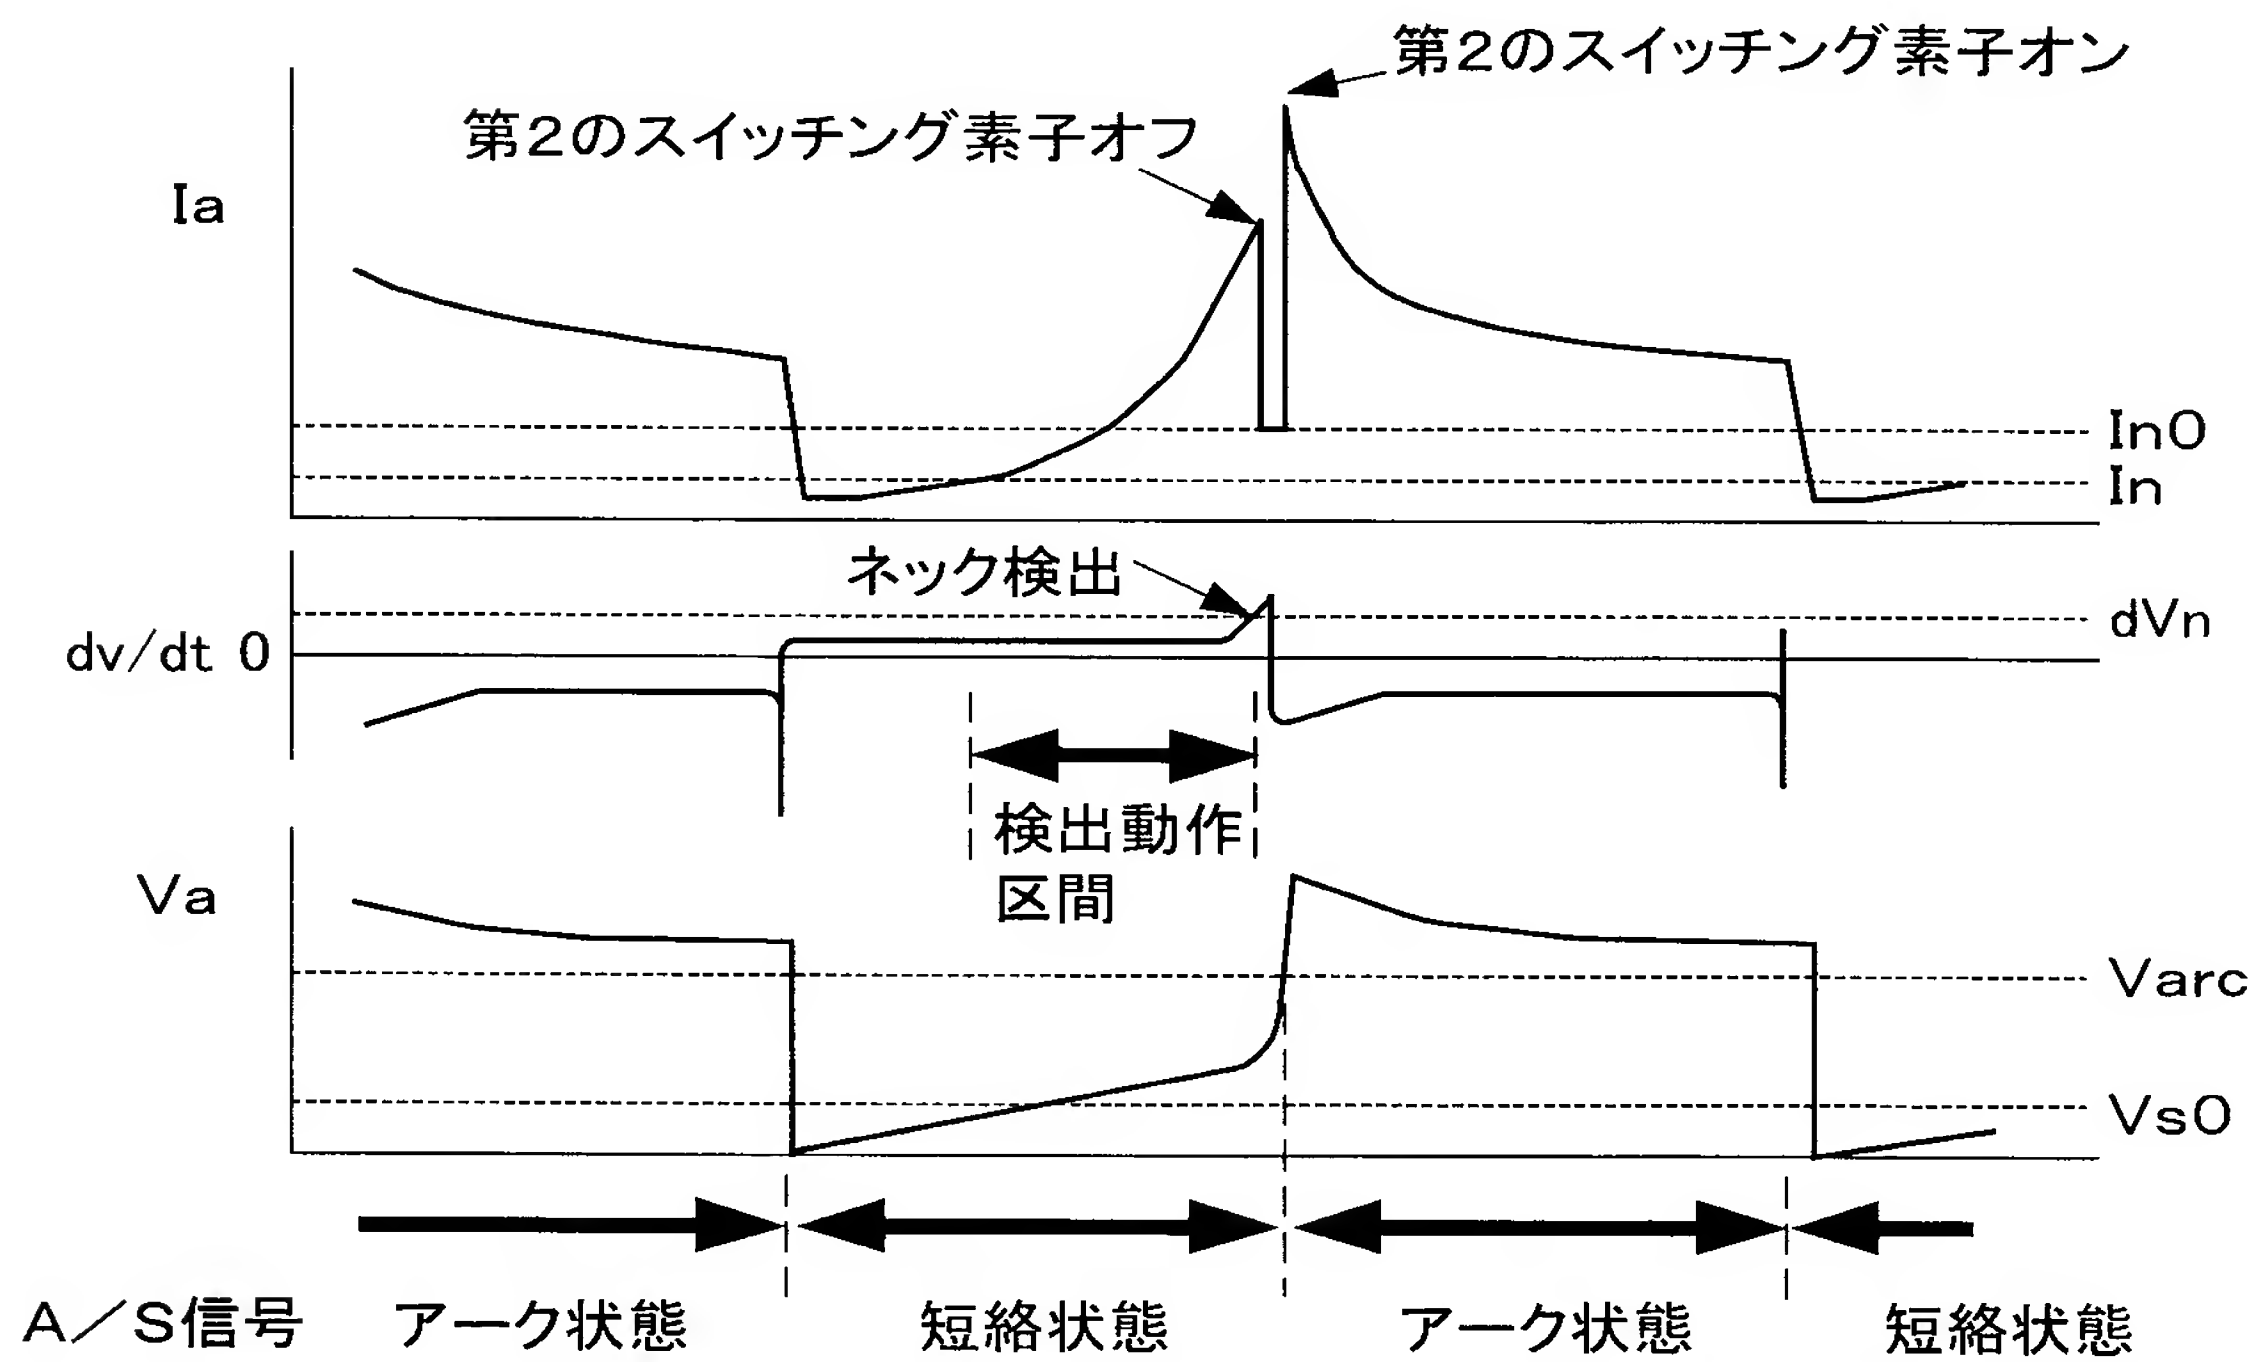 第2のスイッチング素子オン
第2のスイッチング素子オフ
Ia
In0
In
ネック検出
dVn
dv/dt 0
検出動作
区間
Va
Varc
Vs0
A／S信号 アーク状態 短絡状態 アーク状態 短絡状態